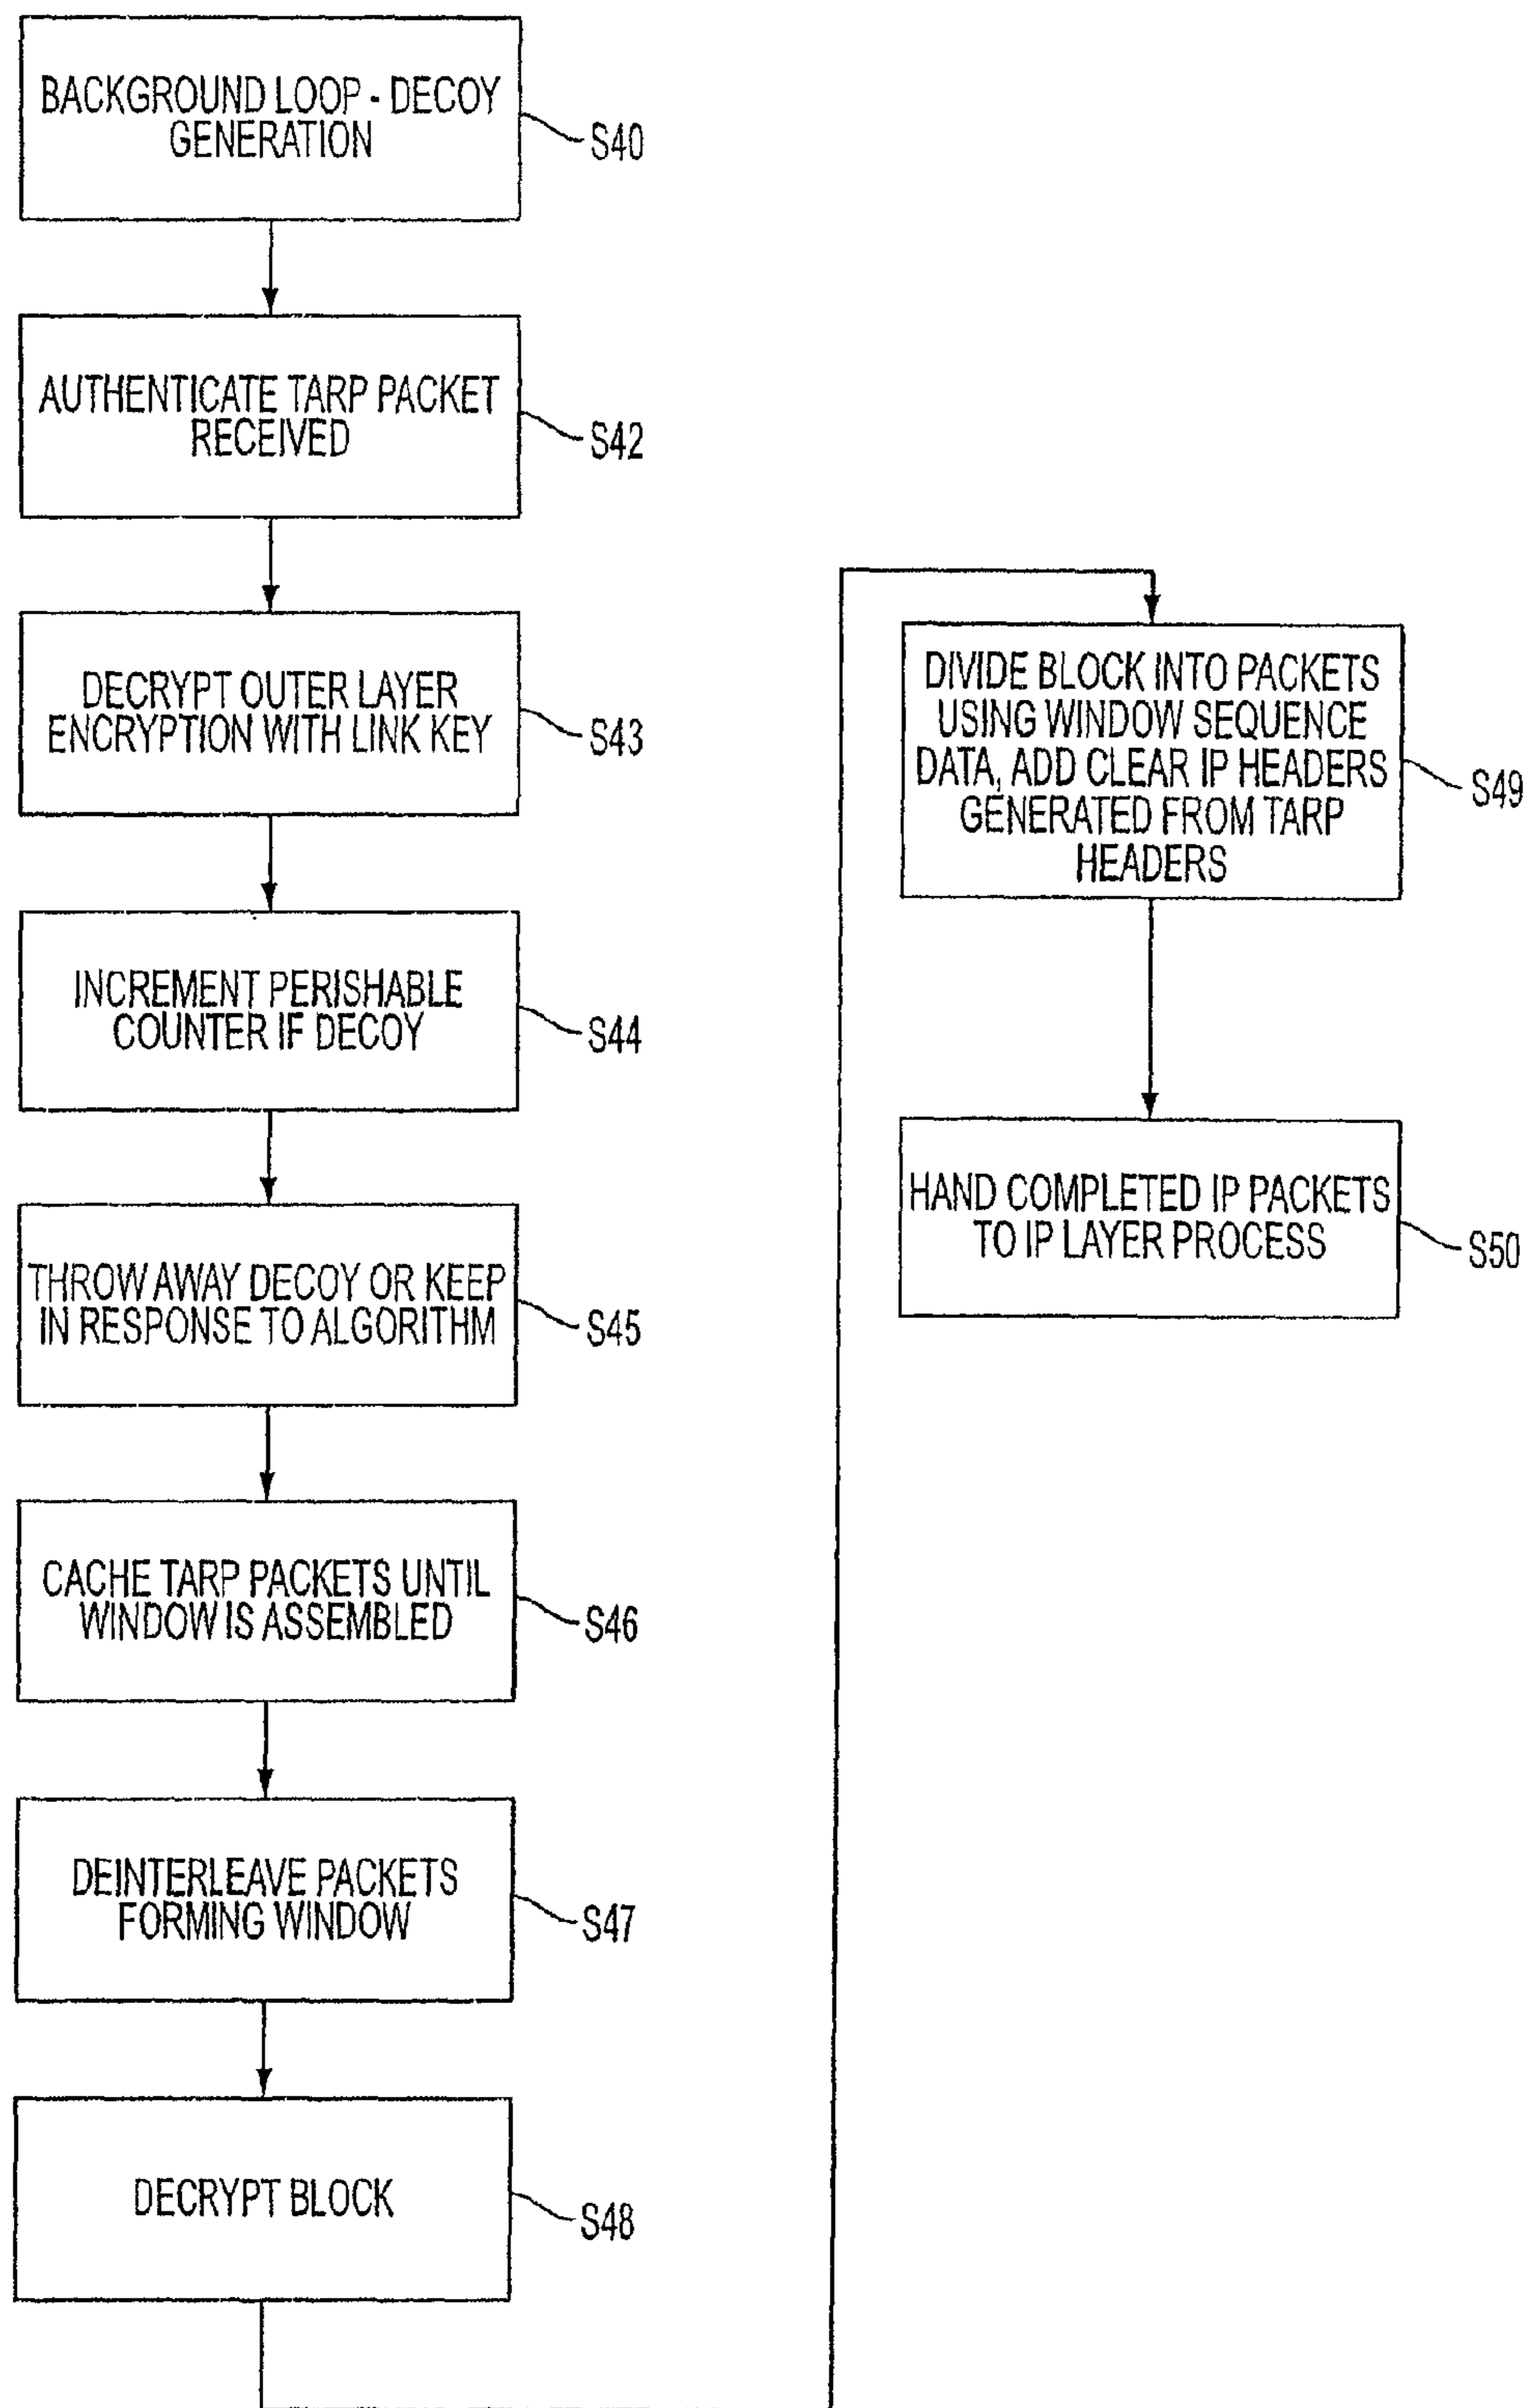 BACKGROUND LOOP - DECOY
GENERATION
S40
AUTHENTICATE TARP PACKET
RECEIVED
S42
DECRYPT OUTER LAYER
ENCRYPTION WITH LINK KEY
S43
INCREMENT PERISHABLE
COUNTER IF DECOY
S44
THROW AWAY DECOY OR KEEP
IN RESPONSE TO ALGORITHM
S45
CACHE TARP PACKETS UNTIL
WINDOW IS ASSEMBLED
S46
DEINTERLEAVE PACKETS
FORMING WINDOW
S47
DECRYPT BLOCK
S48
DIVIDE BLOCK INTO PACKETS
USING WINDOW SEQUENCE
DATA, ADD CLEAR IP HEADERS
GENERATED FROM TARP
HEADERS
S49
HAND COMPLETED IP PACKETS
TO IP LAYER PROCESS
S50